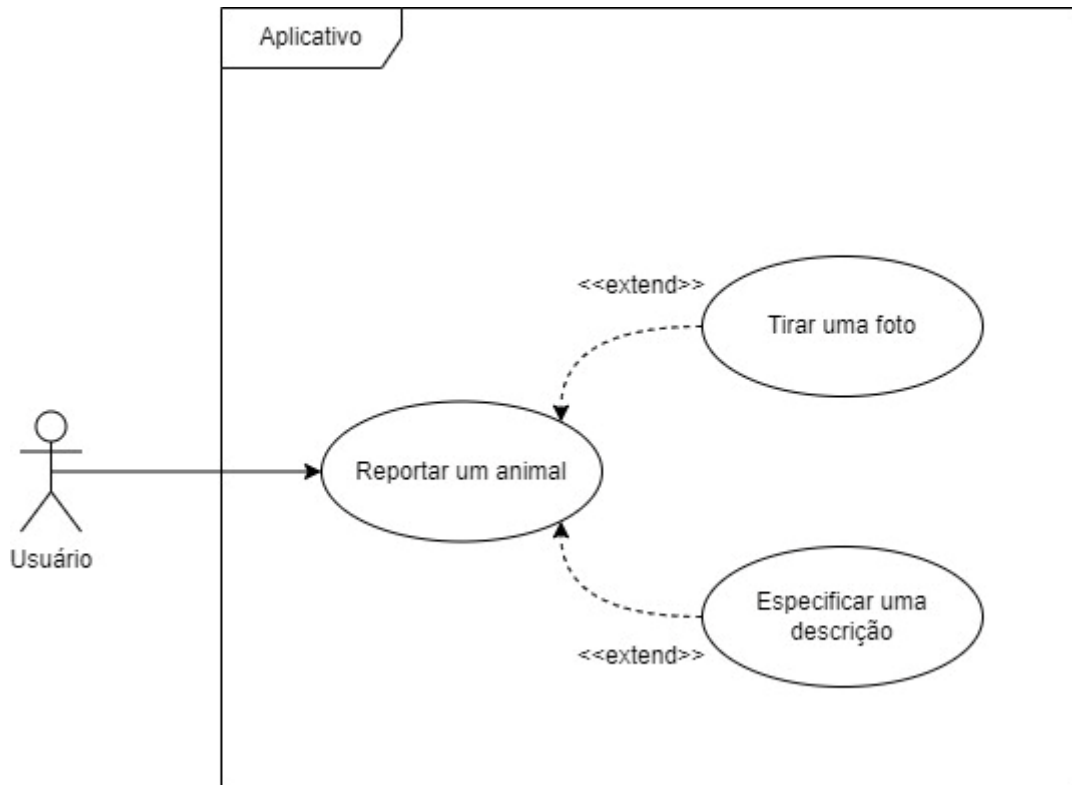 Aplicativo
<<extend>>
Tirar uma foto
Reportar um animal
Usuário
Especificar uma
descrição
<<extend>>